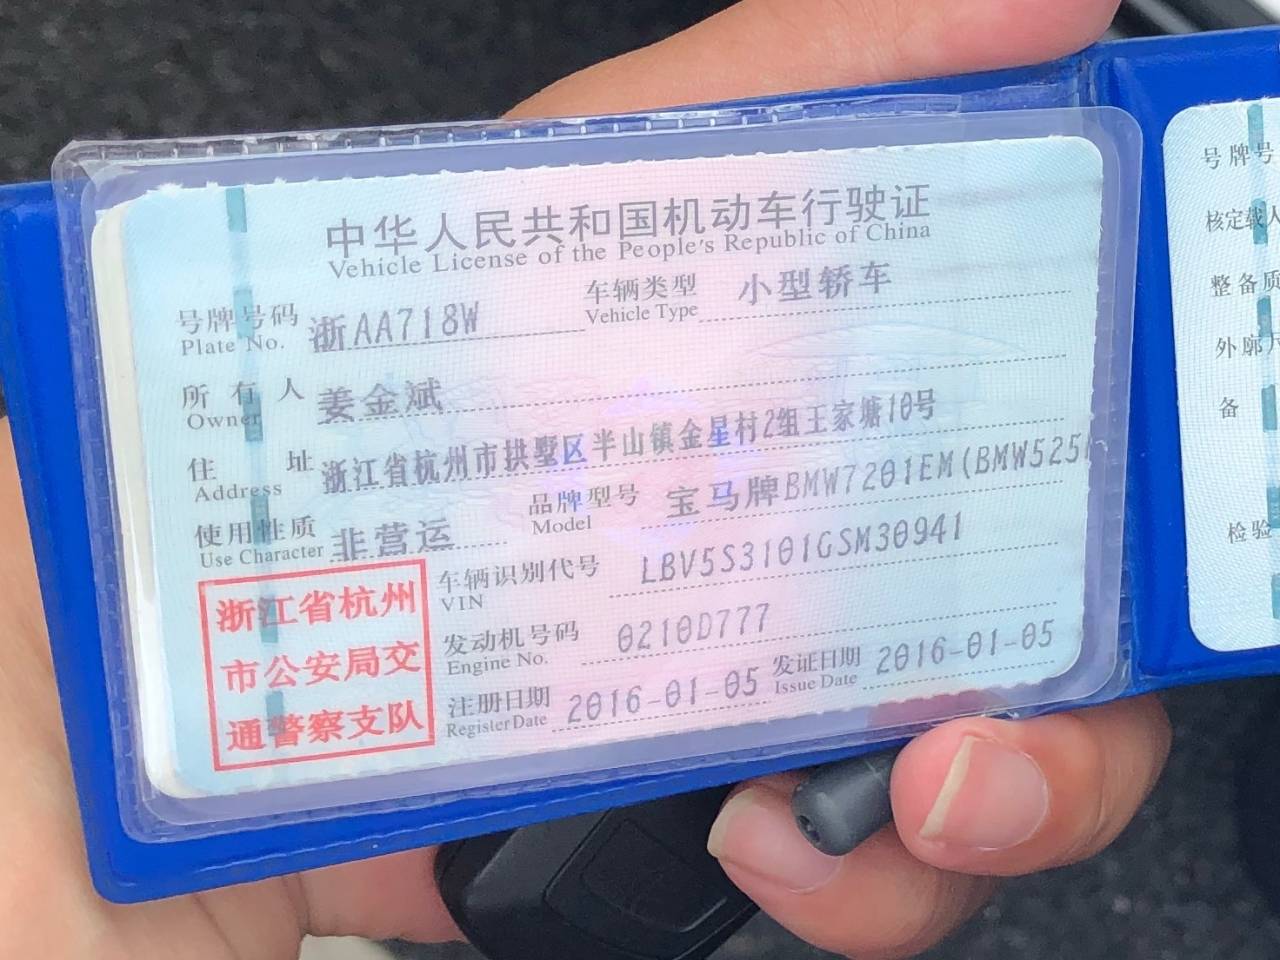 中华人民共和国机动车行驶证
Vehicle License of the People's Republic of China
号牌号码 浙AA718W 车辆类型 小型轿车
Plate No. Vehicle Type
所有人 姜金斌
Owner
住址 浙江省杭州市拱墅区半山镇金星村2组王家塘10号
Address
品牌型号 宝马牌BMW7201EM(BMW525
Model
使用性质 非营运
Use Character
车辆识别代号 LBV5S3101GSM30941
VIN
发动机号码 0210D777
Engine No.
注册日期 2016-01-05 发证日期 2016-01-05
Register Date Issue Date
浙江省杭州
市公安局交
通警察支队
号牌号
核定载人
整备质
外廓尺
备
检验